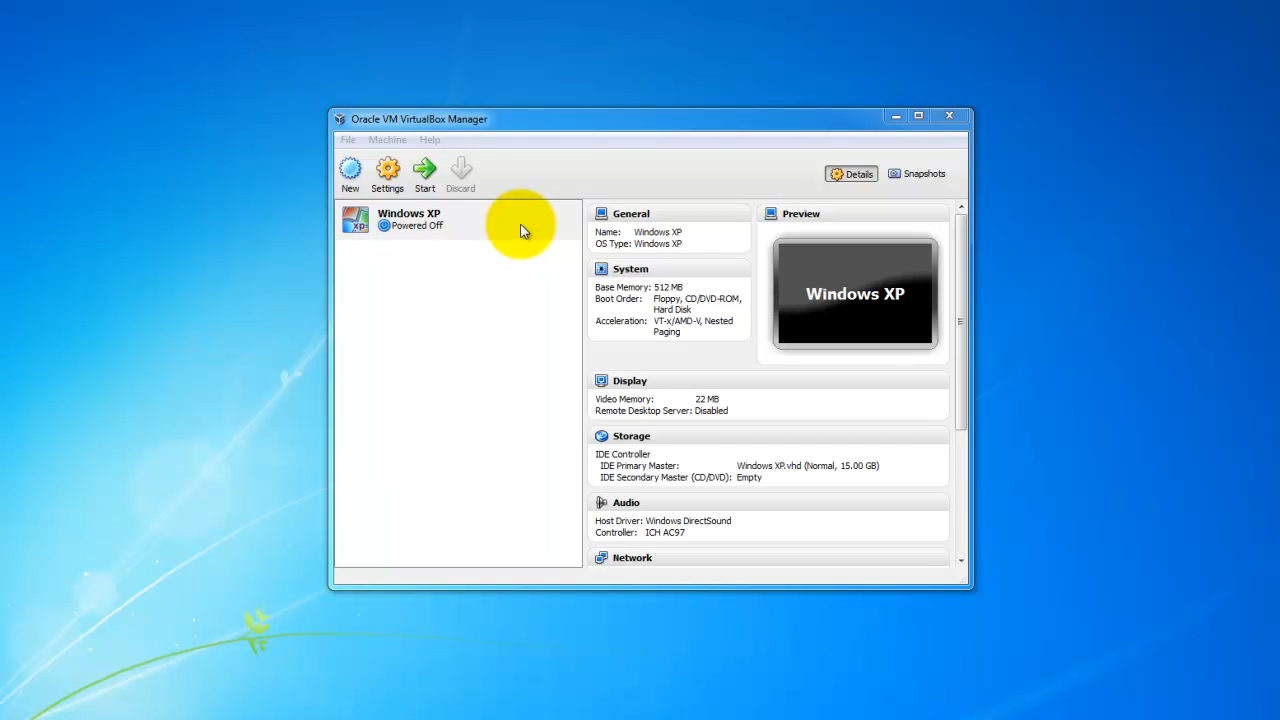 Oracle VM VirtualBox Manager
File Machine Help
New Settings Start Discard
Details Snapshots
Windows XP
Powered Off
xp
General
Name: Windows XP
OS Type: Windows XP
System
Base Memory: 512 MB
Boot Order: Floppy, CD/DVD-ROM,
Hard Disk
Acceleration: VT-x/AMD-V, Nested
Paging
Preview
Windows XP
Display
Video Memory: 22 MB
Remote Desktop Server: Disabled
Storage
IDE Controller
IDE Primary Master: Windows XP.vhd (Normal, 15.00 GB)
IDE Secondary Master (CD/DVD): Empty
Audio
Host Driver: Windows DirectSound
Controller: ICH AC97
Network